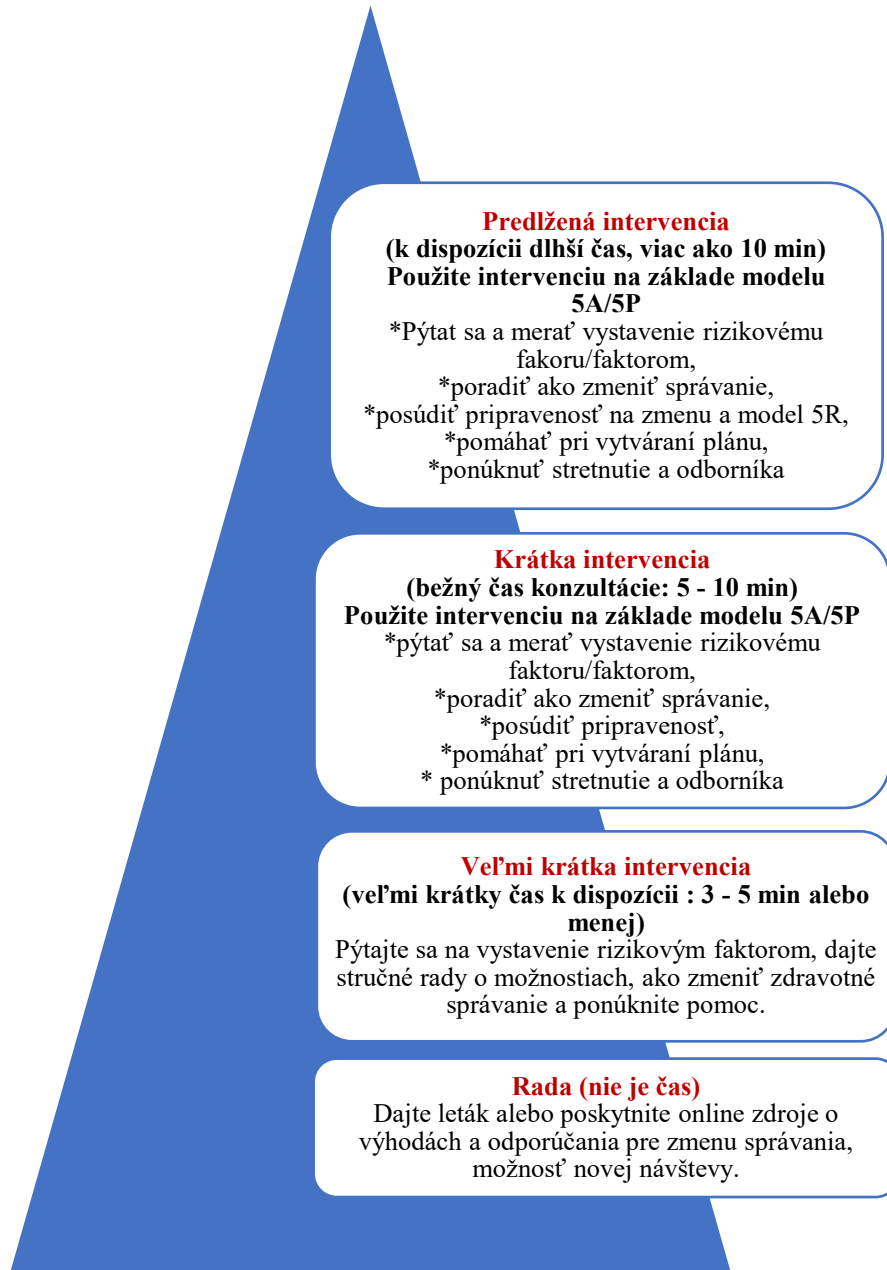 Predlžená intervencia
(k dispozícii dlhší čas, viac ako 10 min)
Použite intervenciu na základe modelu
5A/5P
*Pýtat sa a merať vystavenie rizikovému
fakoru/faktorom,
*poradiť ako zmeniť správanie,
*posúdiť pripravenosť na zmenu a model 5R,
*pomáhať pri vytváraní plánu,
*ponúknuť stretnutie a odborníka
Krátka intervencia
(bežný čas konzultácie: 5 - 10 min)
Použite intervenciu na základe modelu 5A/5P
*pýtať sa a merať vystavenie rizikovému
faktoru/faktorom,
*poradiť ako zmeniť správanie,
*posúdiť pripravenosť,
*pomáhať pri vytváraní plánu,
* ponúknuť stretnutie a odborníka
Veľmi krátka intervencia
(veľmi krátky čas k dispozícii : 3 - 5 min alebo
menej)
Pýtajte sa na vystavenie rizikovým faktorom, dajte
stručné rady o možnostiach, ako zmeniť zdravotné
správanie a ponúknite pomoc.
Rada (nie je čas)
Dajte leták alebo poskytnite online zdroje o
výhodách a odporúčania pre zmenu správania,
možnosť novej návštevy.